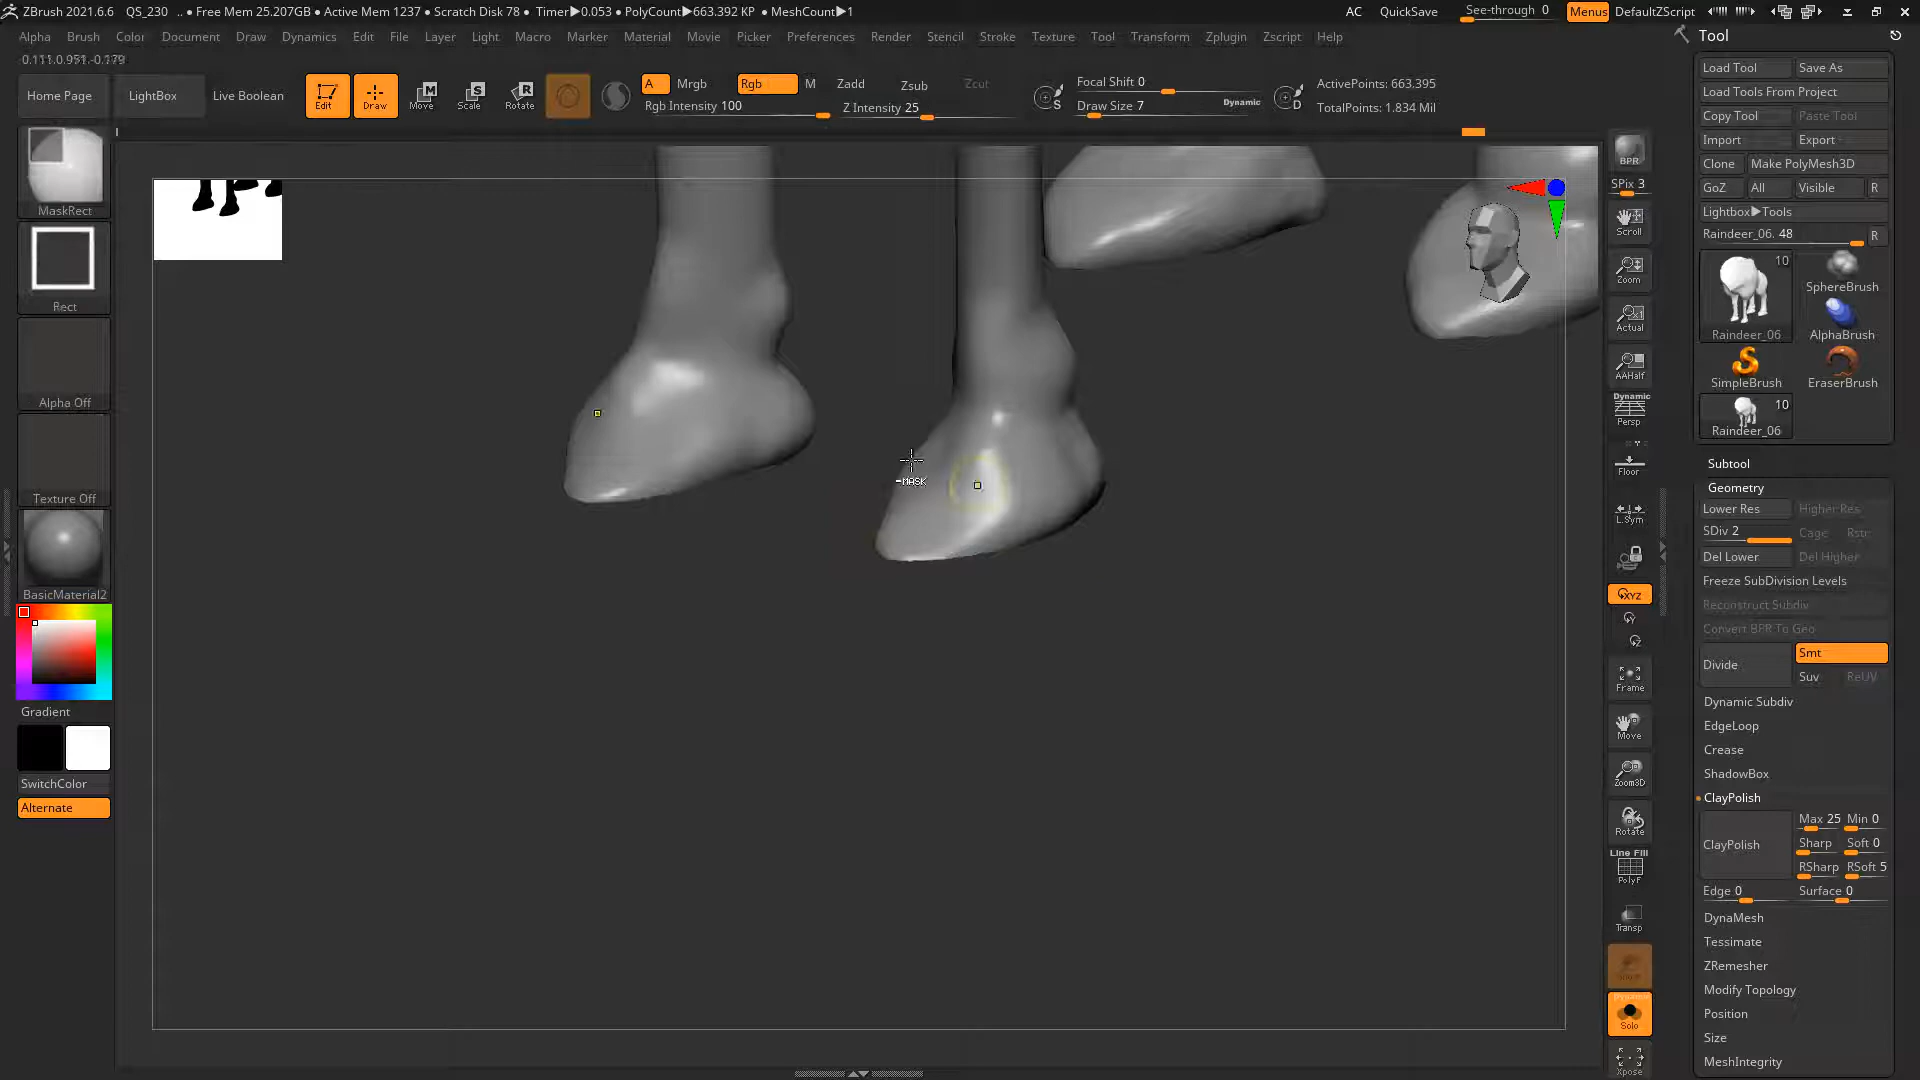 ZBrush 2021.6.6 QS_230 .. • Free Mem 25.207GB • Active Mem 1237 • Scratch Disk 78 • Timer▶0.053 • PolyCount▶663.392 KP • MeshCount▶1 AC QuickSave See-through 0 Menus DefaultZScript
Alpha Brush Color Document Draw Dynamics Edit File Layer Light Macro Marker Material Movie Picker Preferences Render Stencil Stroke Texture Tool Transform Zplugin Zscript Help
0.111,0.951,-0.179
Home Page LightBox Live Boolean Edit Draw Move Scale Rotate
A Mrgb Rgb M Zadd Zsub Zcut
Rgb Intensity 100 Z Intensity 25
Focal Shift 0
Draw Size 7 Dynamic
S D
ActivePoints: 663.395
TotalPoints: 1.834 Mil
MaskRect
Rect
Alpha Off
Texture Off
BasicMaterial2
Gradient
SwitchColor
Alternate
-MASK
BPR
SPix 3
Scroll
Zoom
Actual
AAHalf
Dynamic
Persp
Floor
L.Sym
XYZ
Y
Z
Frame
Move
Zoom3D
Rotate
Line Fill
PolyF
Transp
Dynamic
Solo
Xpose
Tool
Load Tool Save As
Load Tools From Project
Copy Tool Paste Tool
Import Export
Clone Make PolyMesh3D
GoZ All Visible R
Lightbox▶Tools
Raindeer_06. 48 R
10
Raindeer_06
SphereBrush
AlphaBrush
SimpleBrush
EraserBrush
10
Raindeer_06
Subtool
Geometry
Lower Res Higher Res
SDiv 2 Cage Rstr
Del Lower Del Higher
Freeze SubDivision Levels
Reconstruct Subdiv
Convert BPR To Geo
Divide Smt
Suv ReUV
Dynamic Subdiv
EdgeLoop
Crease
ShadowBox
ClayPolish
ClayPolish
Max 25 Min 0
Sharp Soft 0
RSharp RSoft 5
Edge 0 Surface 0
DynaMesh
Tessimate
ZRemesher
Modify Topology
Position
Size
MeshIntegrity